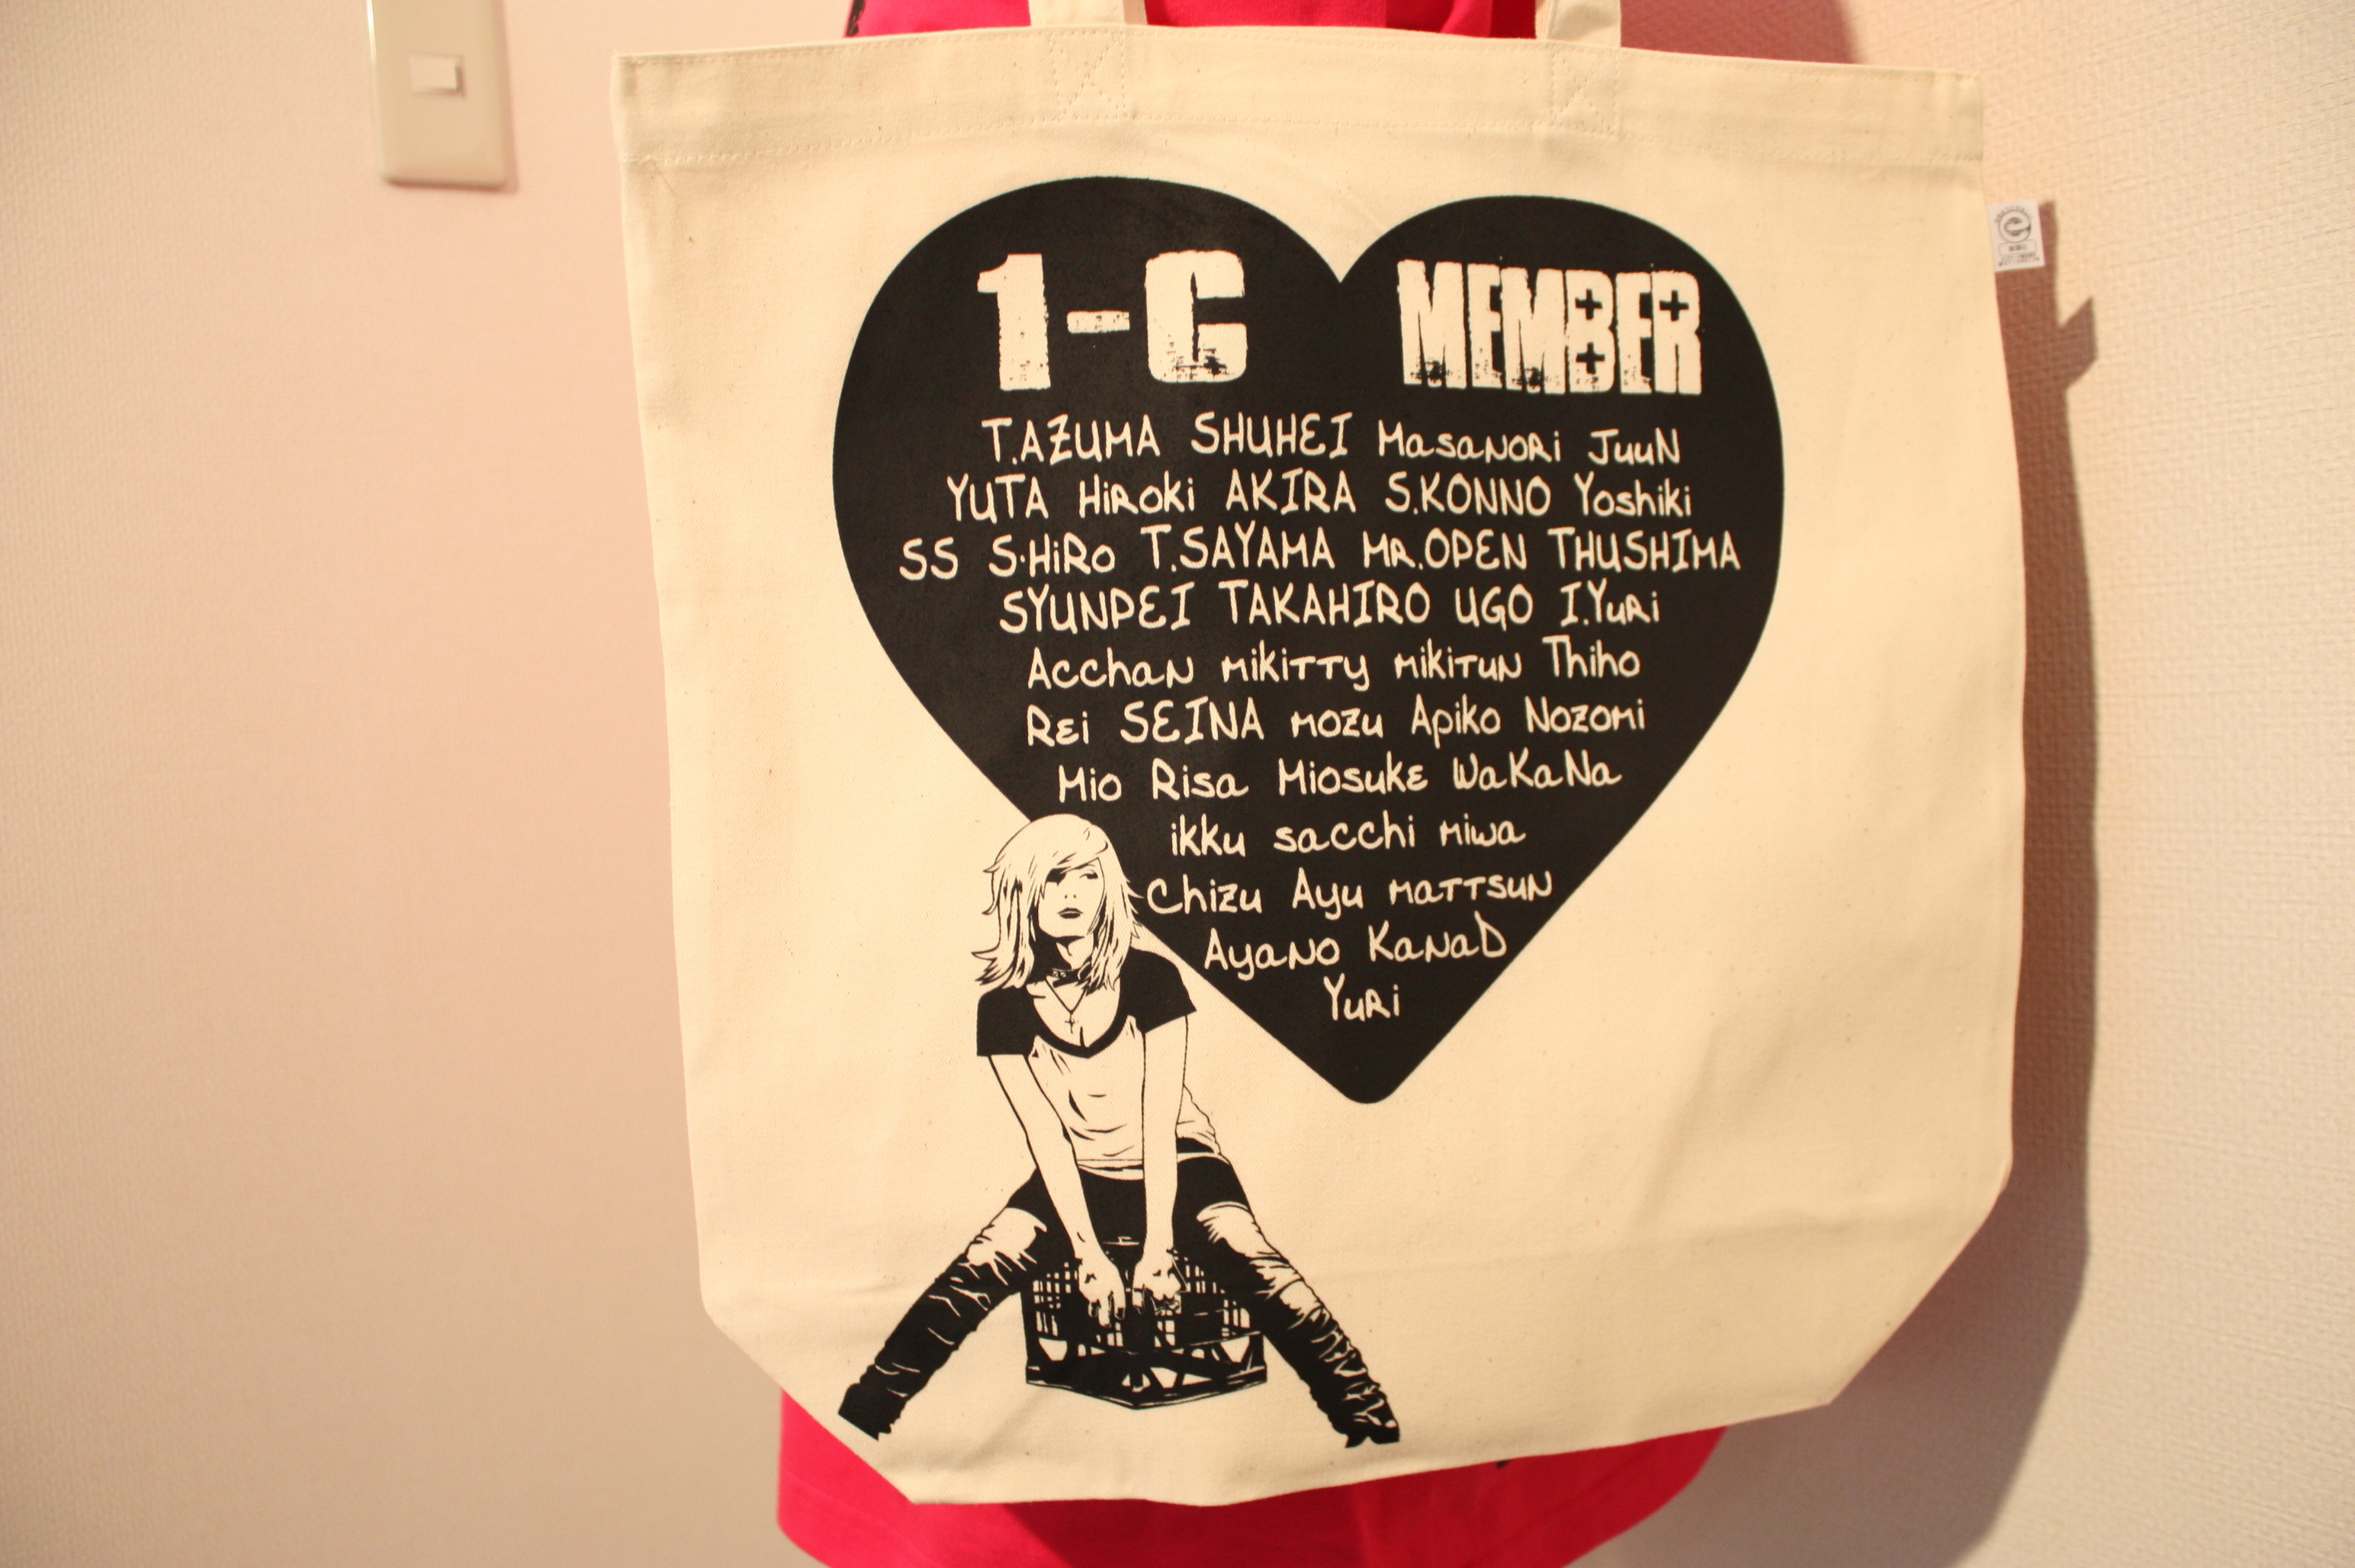 1-C MEMBER
T.AZUMA SHUHEI MasaNORi JuuN
YUTA HiRoki AKIRA S.KONNO Yoshiki
SS S·HiRo T.SAYAMA MR.OPEN THUSHIMA
SYUNPEI TAKAHIRO UGO I.YuRi
AcchaN mikiTTy mikiTuN Thiho
Rei SEINA mozu Apiko Nozomi
Mio Risa Miosuke WaKaNa
ikku sacchi miwa
Chizu Ayu maTTsuN
AyaNo KaNaD
YuRi